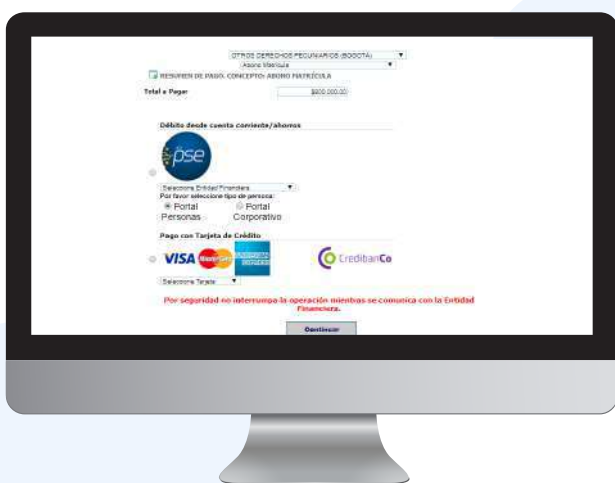 OTROS DERECHOS PECUNIARIOS (BOGOTÁ)
Abono Matrícula
RESUMEN DE PAGO. CONCEPTO: ABONO MATRÍCULA
Total a Pagar
Débito desde cuenta corriente/ahorros
pse
Seleccione Entidad Financiera
Por favor seleccione tipo de persona:
Portal Personas
Portal Corporativo
Pago con Tarjeta de Crédito
VISA MasterCard AMERICAN EXPRESS CredibanCo
Seleccione Tarjeta
Por seguridad no interrumpa la operación mientras se comunica con la Entidad
Financiera.
Continuar